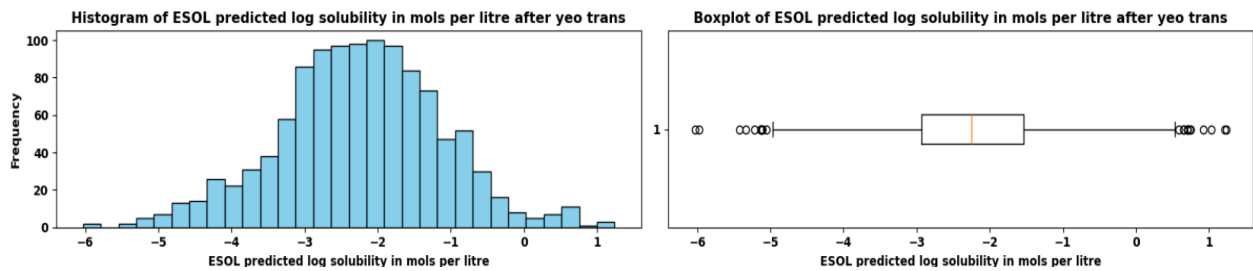 Histogram of ESOL predicted log solubility in mols per litre after yeo trans
Frequency
100
80
60
40
20
0
−6 −5 −4 −3 −2 −1 0 1
ESOL predicted log solubility in mols per litre
Boxplot of ESOL predicted log solubility in mols per litre after yeo trans
1
−6 −5 −4 −3 −2 −1 0 1
ESOL predicted log solubility in mols per litre